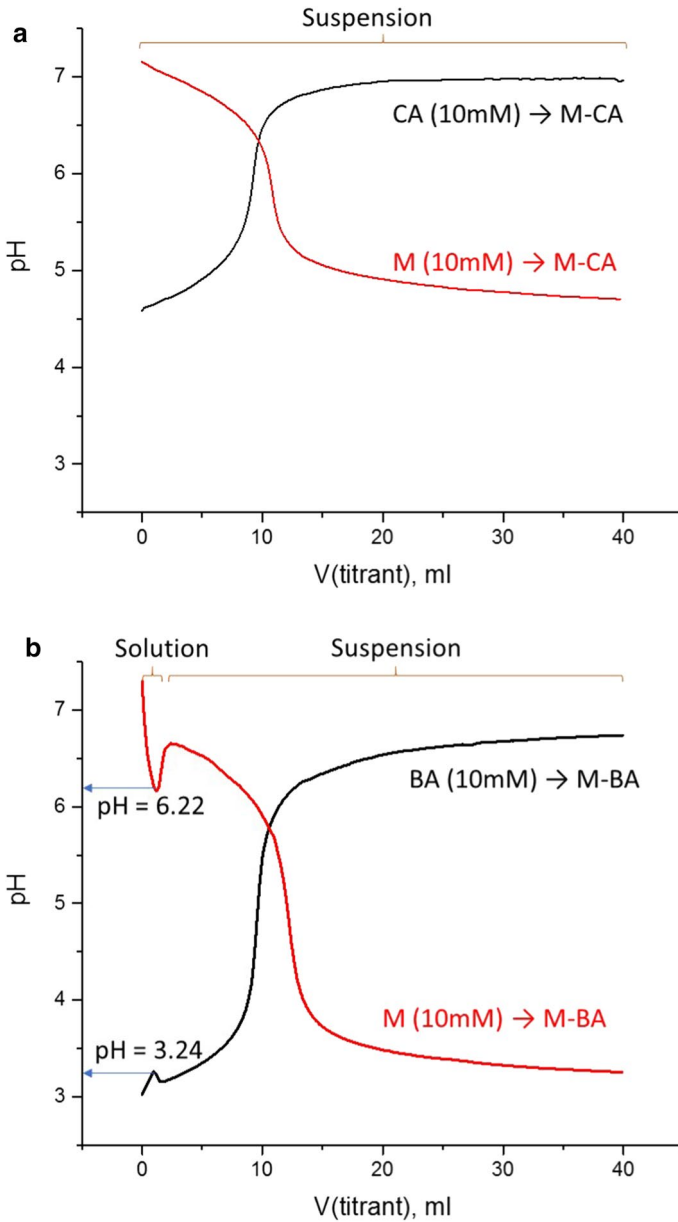 a
Suspension
7
6
5
4
3
pH
CA (10mM) → M-CA
M (10mM) → M-CA
0 10 20 30 40
V(titrant), ml
b
Solution Suspension
7
6
5
4
3
pH
pH = 6.22
BA (10mM) → M-BA
pH = 3.24
M (10mM) → M-BA
0 10 20 30 40
V(titrant), ml